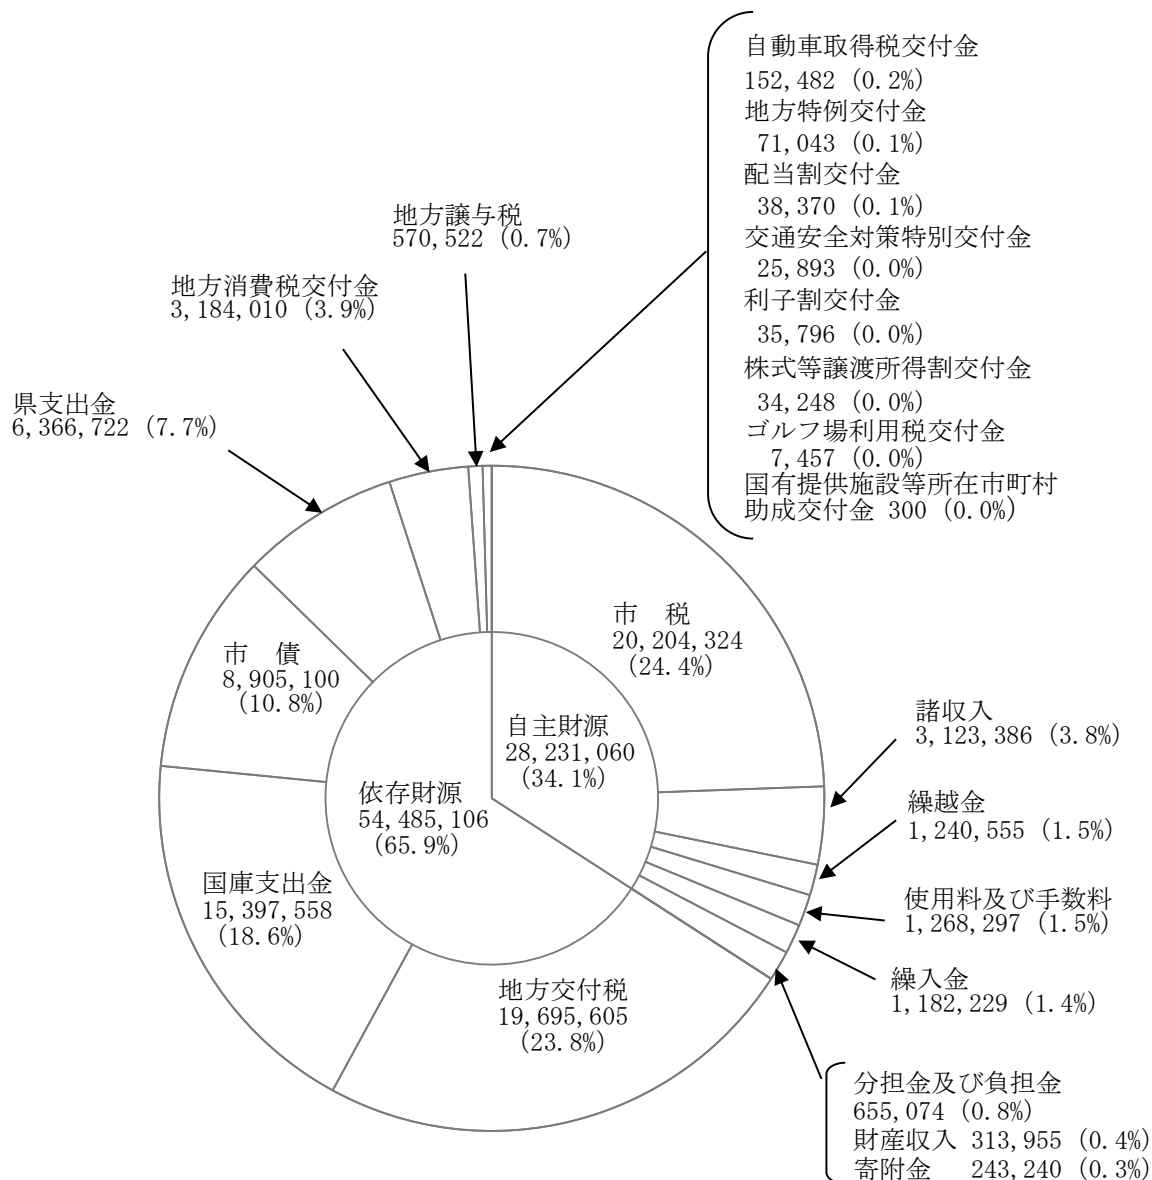 自動車取得税交付金
152,482 (0.2%)
地方特例交付金
71,043 (0.1%)
配当割交付金
38,370 (0.1%)
交通安全対策特別交付金
25,893 (0.0%)
利子割交付金
35,796 (0.0%)
株式等譲渡所得割交付金
34,248 (0.0%)
ゴルフ場利用税交付金
7,457 (0.0%)
国有提供施設等所在市町村
助成交付金 300 (0.0%)
地方譲与税
570,522 (0.7%)
地方消費税交付金
3,184,010 (3.9%)
県支出金
6,366,722 (7.7%)
市 税
20,204,324
(24.4%)
市 債
8,905,100
(10.8%)
諸収入
3,123,386 (3.8%)
自主財源
28,231,060
(34.1%)
依存財源
54,485,106
(65.9%)
繰越金
1,240,555 (1.5%)
国庫支出金
15,397,558
(18.6%)
使用料及び手数料
1,268,297 (1.5%)
繰入金
1,182,229 (1.4%)
地方交付税
19,695,605
(23.8%)
分担金及び負担金
655,074 (0.8%)
財産収入 313,955 (0.4%)
寄附金 243,240 (0.3%)